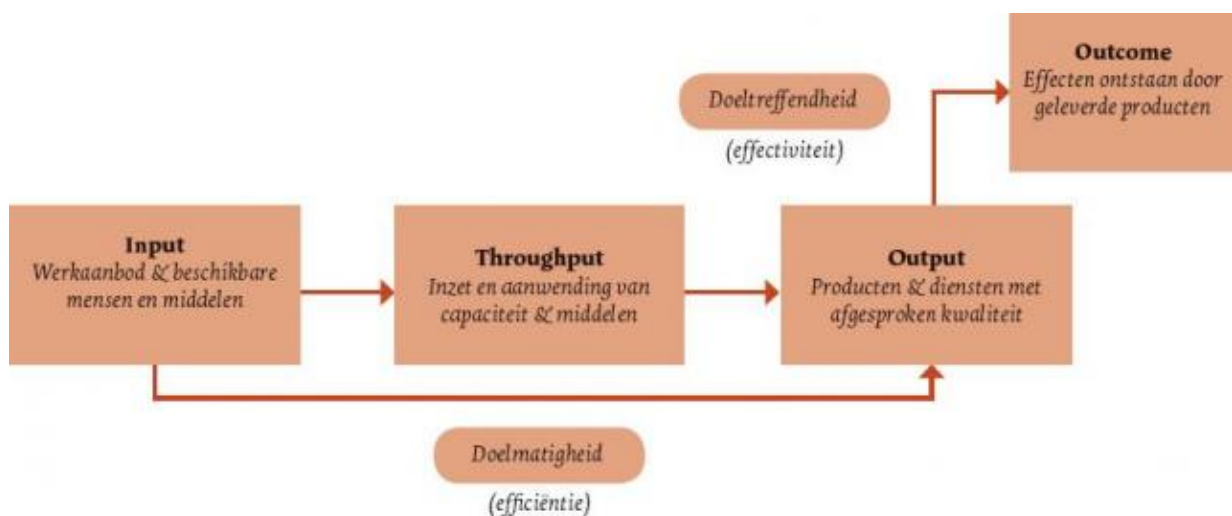 Outcome
Effecten ontstaan door
geleverde producten
Doeltreffendheid
(effectiviteit)
Input
Werkaanbod & beschikbare
mensen en middelen
Throughput
Inzet en aanwending van
capaciteit & middelen
Output
Producten & diensten met
afgesproken kwaliteit
Doelmatigheid
(efficiëntie)